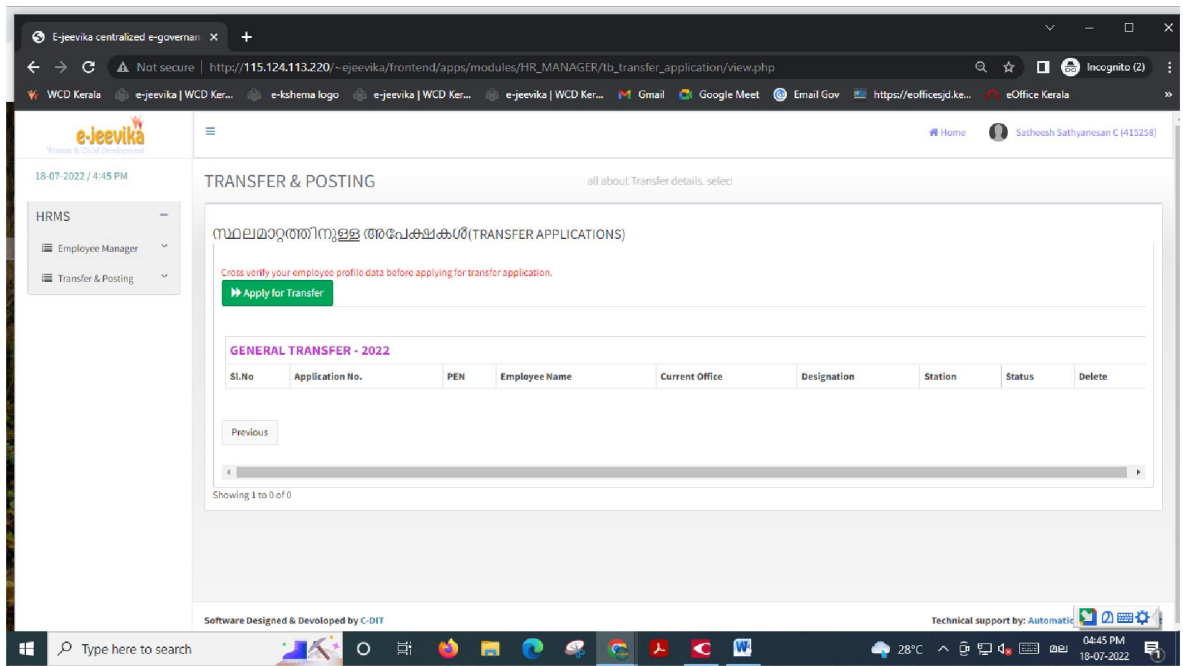 E-jeevika centralized e-governan
Not secure | http://115.124.113.220/~ejeevika/frontend/apps/modules/HR_MANAGER/tb_transfer_application/view.php
Incognito (2)
WCD Kerala
e-jeevika | WCD Ker...
e-kshema logo
e-jeevika | WCD Ker...
e-jeevika | WCD Ker...
Gmail
Google Meet
Email Gov
https://eofficesjd.ke...
eOffice Kerala
»
e-Jeevika
Women & Child Development
Home
Satheesh Sathyanesan C (415258)
18-07-2022 / 4:45 PM
TRANSFER & POSTING
all about Transfer details. selec
HRMS
Employee Manager
Transfer & Posting
സ്ഥലമാറ്റത്തിനുള്ള അപേക്ഷകൾ(TRANSFER APPLICATIONS)
Cross verify your employee profile data before applying for transfer application.
Apply for Transfer
GENERAL TRANSFER - 2022
Sl.No Application No. PEN Employee Name Current Office Designation Station Status Delete
Previous
Showing 1 to 0 of 0
Software Designed & Devoloped by C-DIT
Technical support by: Automatic
Type here to search
28°C
മല
04:45 PM
18-07-2022